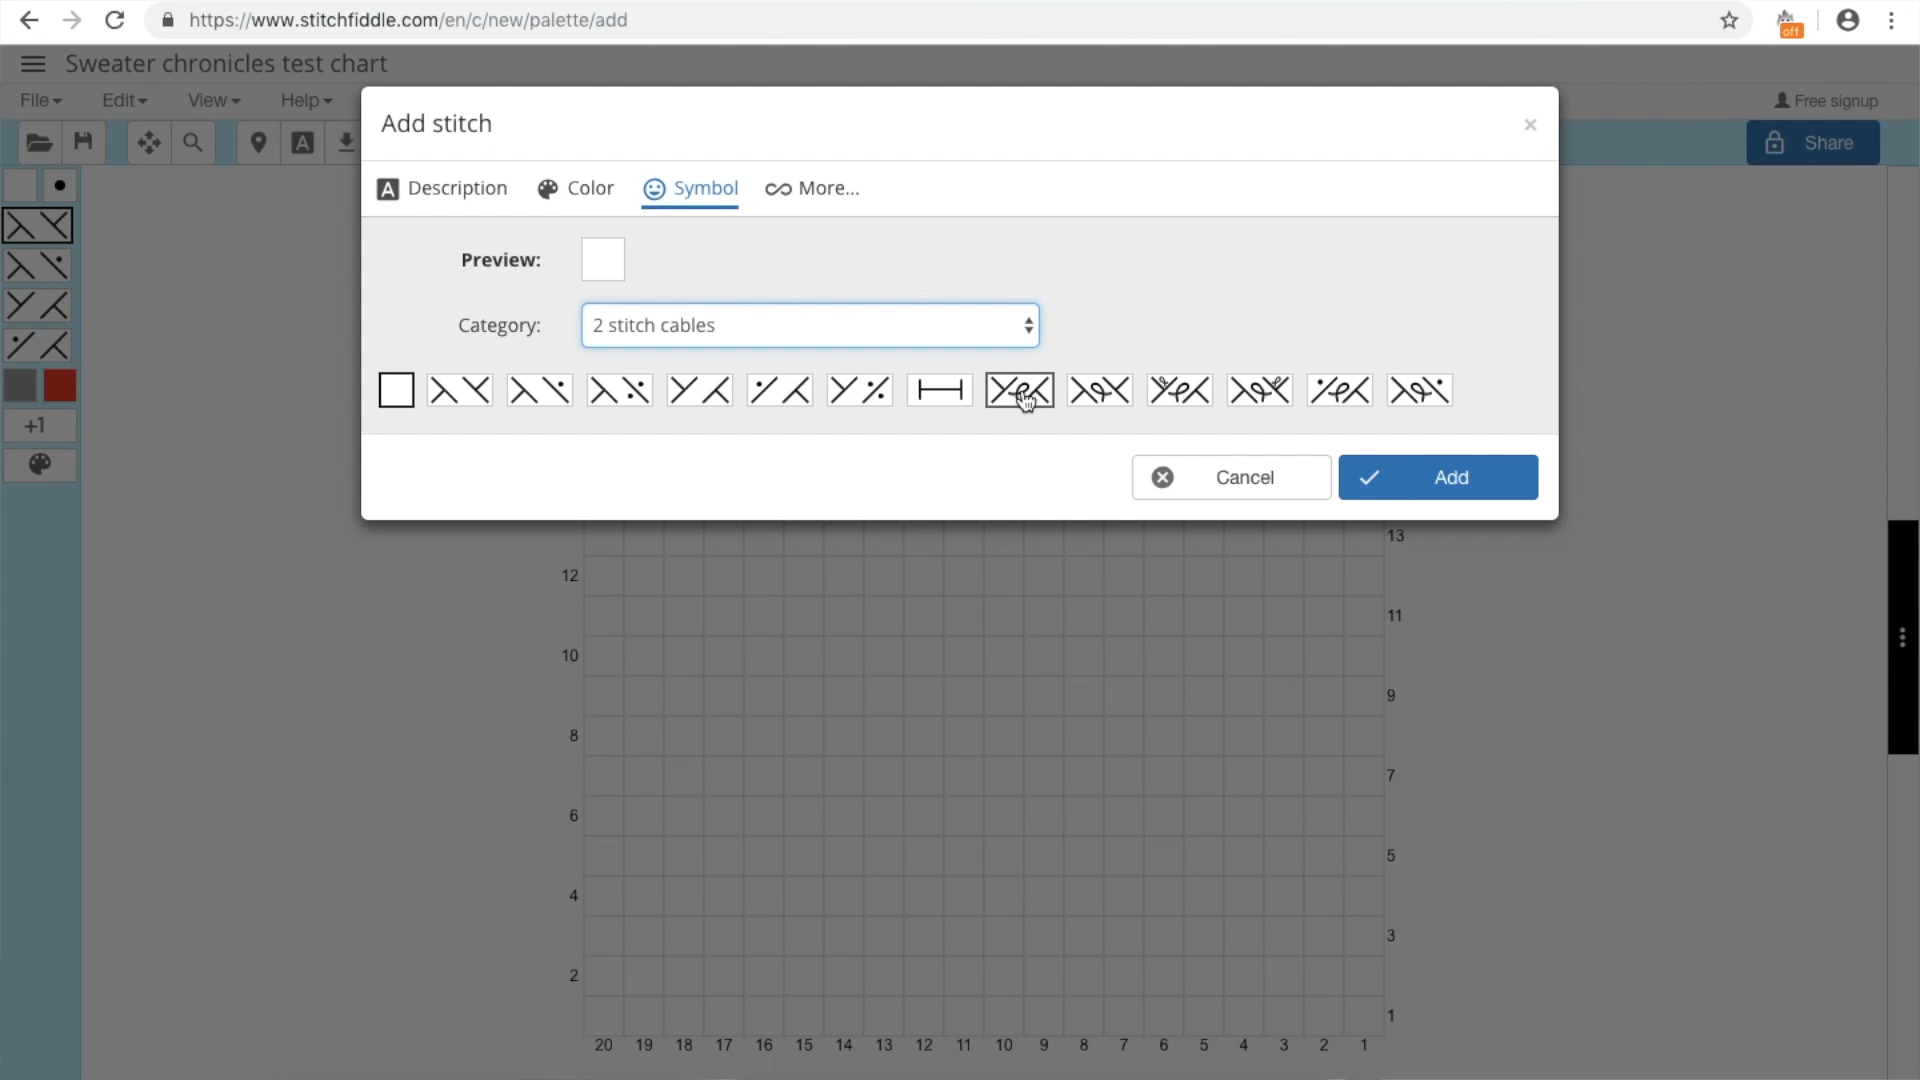 https://www.stitchfiddle.com/en/c/new/palette/add
off
Sweater chronicles test chart
File Edit View Help
Free signup
Add stitch
×
A
Share
A Description Color Symbol More...
Preview:
Category: 2 stitch cables
+1
Cancel Add
13
12
11
10
9
8
7
6
5
4
3
2
1
20 19 18 17 16 15 14 13 12 11 10 9 8 7 6 5 4 3 2 1